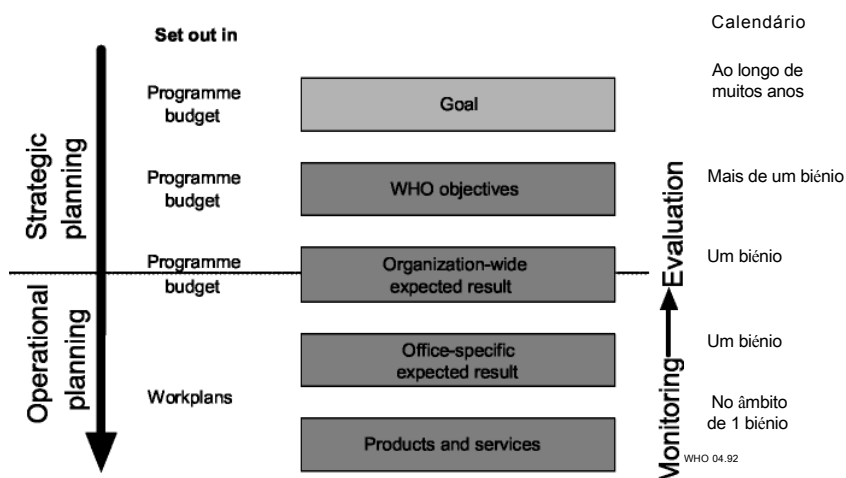 Set out in
Calendário
Programme
budget
Goal
Ao longo de
muitos anos
Strategic
planning
Programme
budget
WHO objectives
Mais de um biénio
Programme
budget
Organization-wide
expected result
Evaluation
Um biénio
Operational
planning
Office-specific
expected result
Um biénio
Workplans
Products and services
Monitoring
No âmbito
de 1 biénio
WHO 04.92